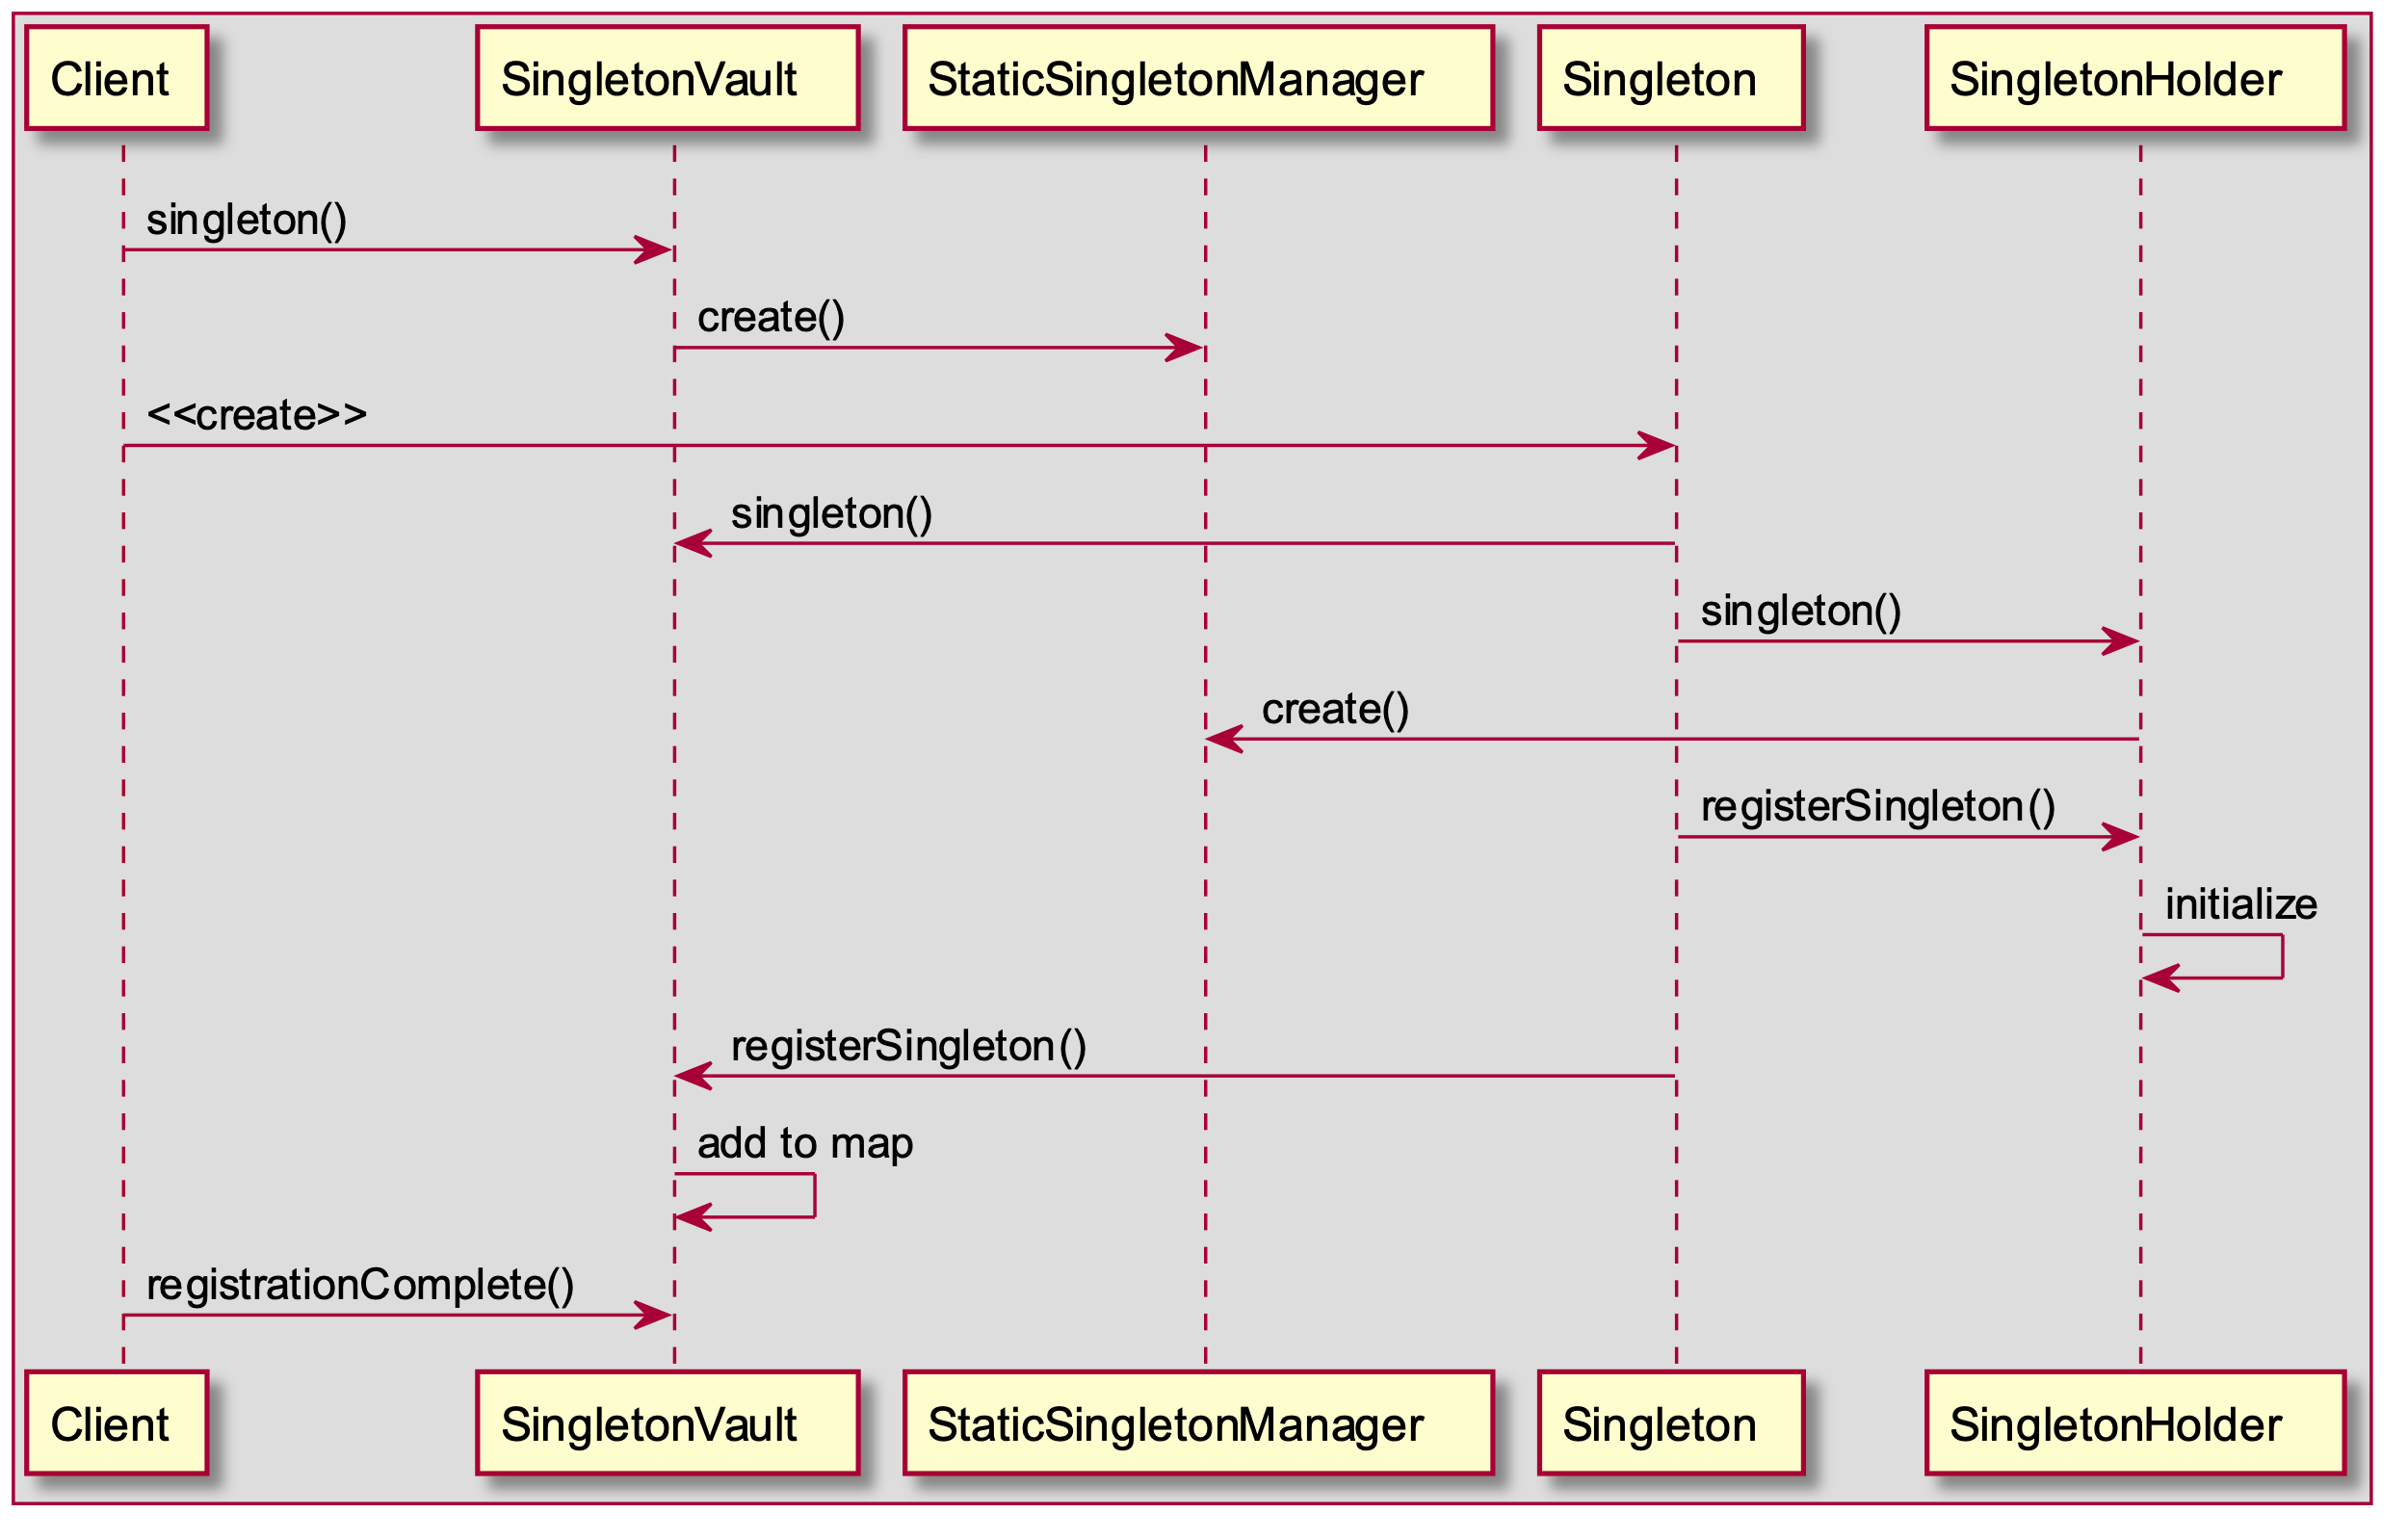 Client
SingletonVault
StaticSingletonManager
Singleton
SingletonHolder
singleton()
create()
<<create>>
singleton()
singleton()
create()
registerSingleton()
initialize
registerSingleton()
add to map
registrationComplete()
Client
SingletonVault
StaticSingletonManager
Singleton
SingletonHolder